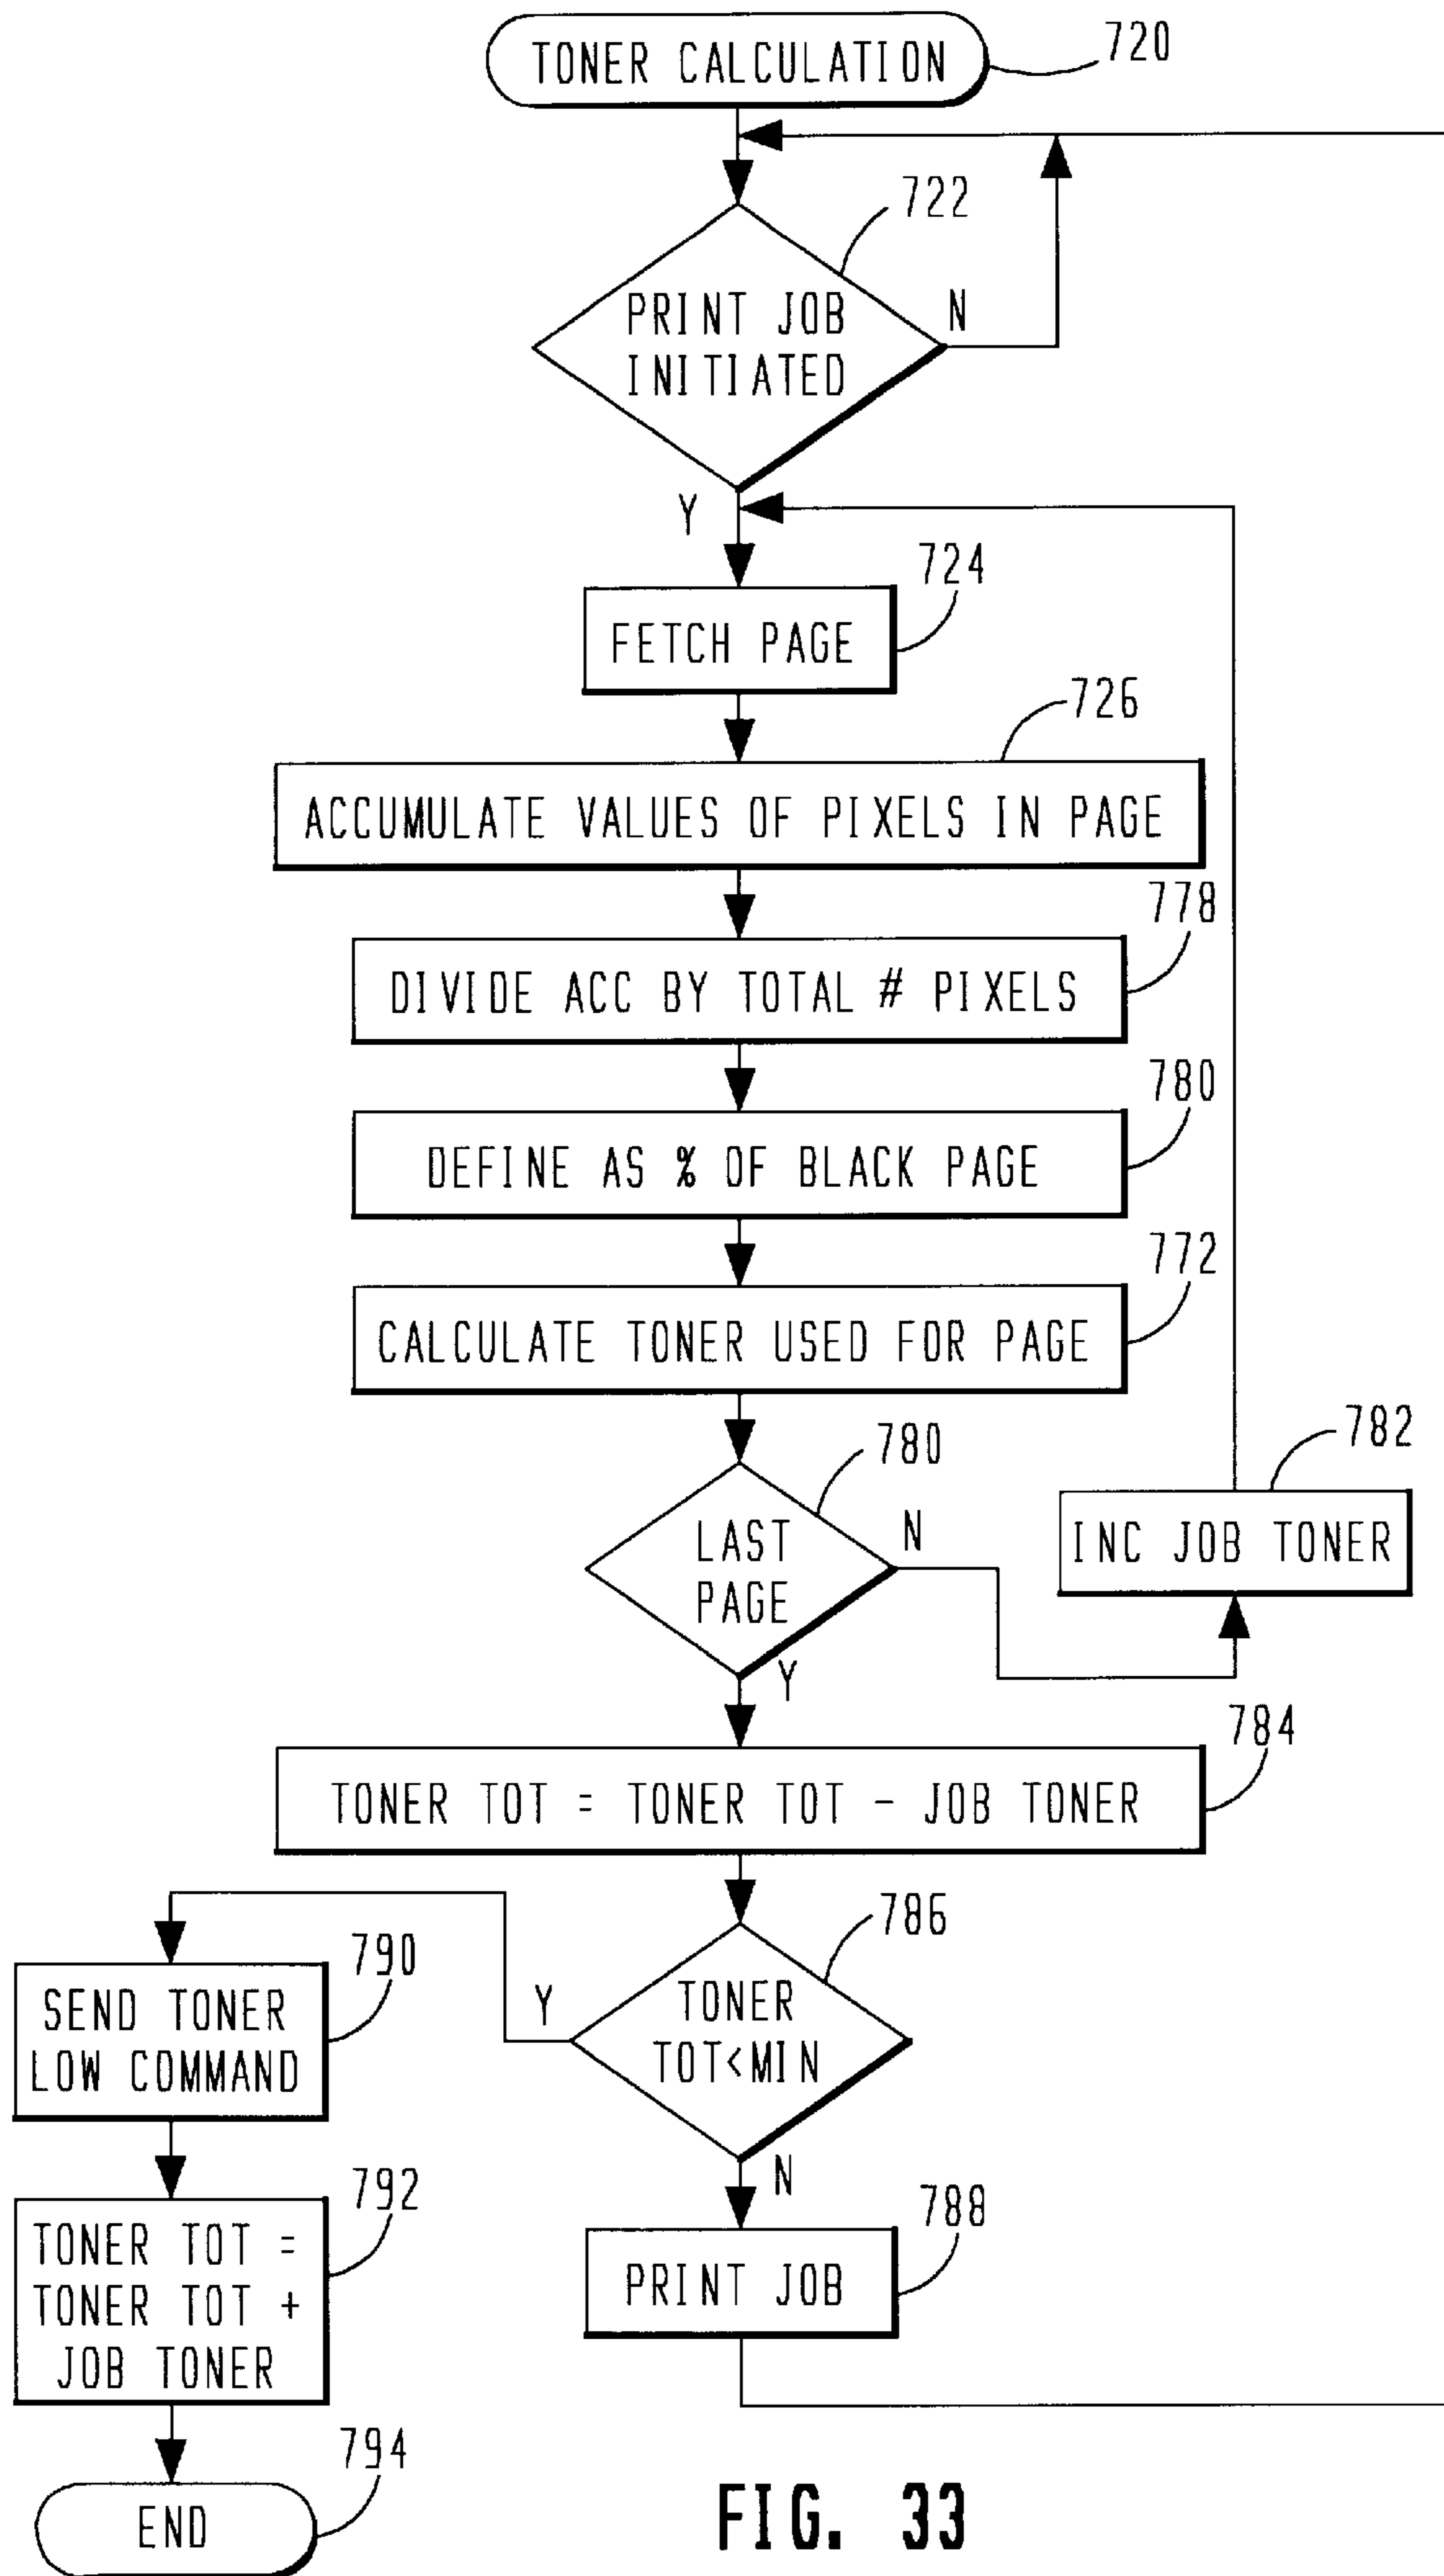 TONER CALCULATION
720
722
PRINT JOB
INITIATED
N
Y
724
FETCH PAGE
726
ACCUMULATE VALUES OF PIXELS IN PAGE
778
DIVIDE ACC BY TOTAL # PIXELS
780
DEFINE AS % OF BLACK PAGE
772
CALCULATE TONER USED FOR PAGE
780
LAST
PAGE
N
782
INC JOB TONER
Y
784
TONER TOT = TONER TOT - JOB TONER
786
TONER
TOT<MIN
Y
790
SEND TONER
LOW COMMAND
N
792
TONER TOT =
TONER TOT +
JOB TONER
788
PRINT JOB
794
END
FIG. 33